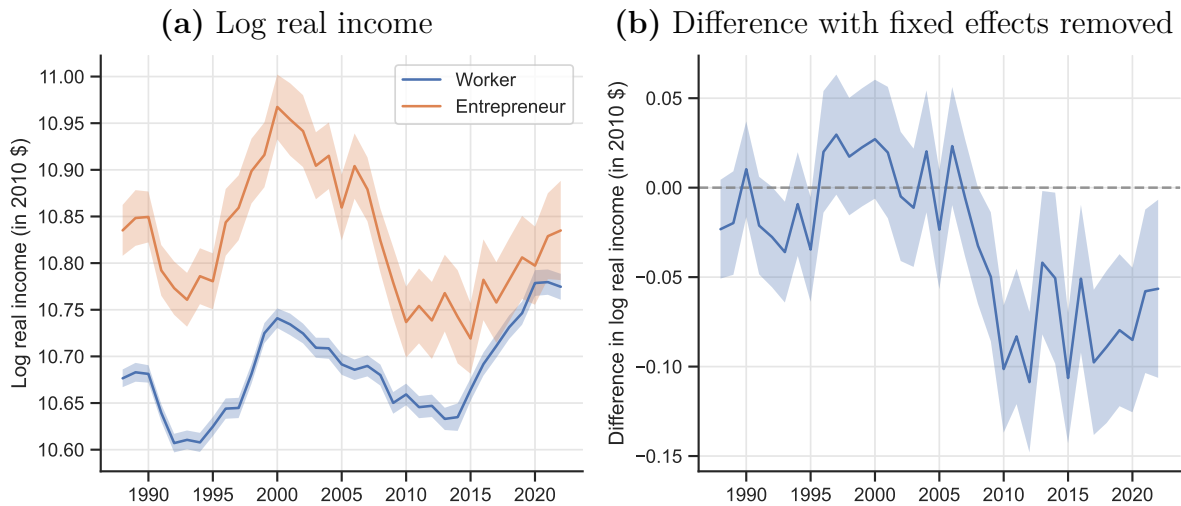 (a) Log real income
Log real income (in 2010 $)
11.00
10.95
10.90
10.85
10.80
10.75
10.70
10.65
10.60
1990 1995 2000 2005 2010 2015 2020
Worker
Entrepreneur
(b) Difference with fixed effects removed
Difference in log real income (in 2010 $)
0.05
0.00
−0.05
−0.10
−0.15
1990 1995 2000 2005 2010 2015 2020